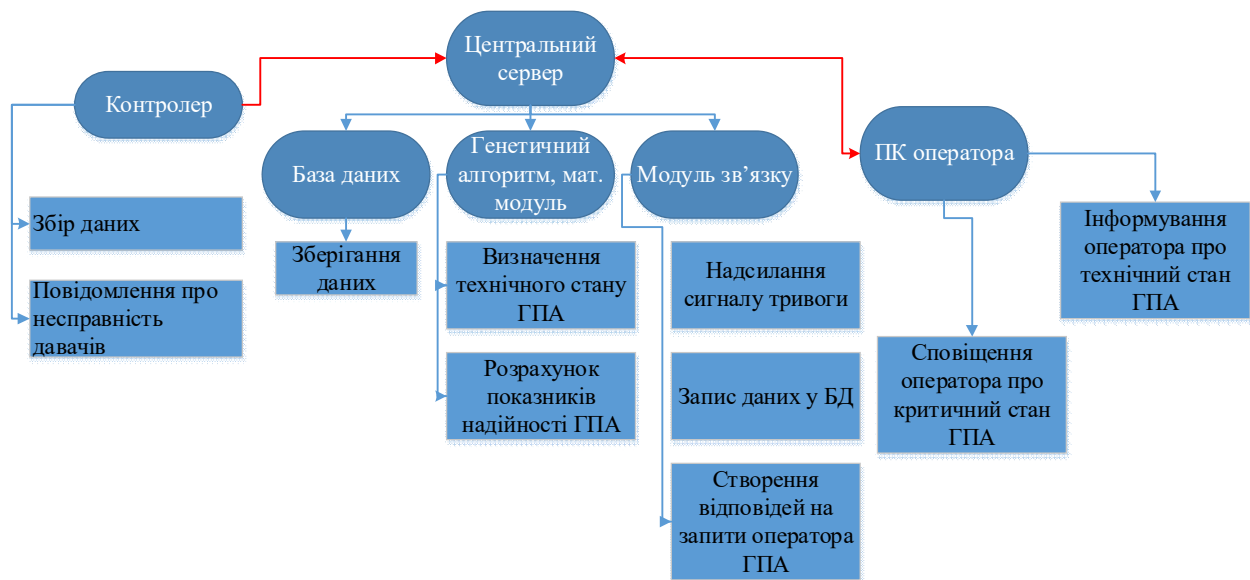 Центральний
сервер
Контролер
ПК оператора
База даних
Генетичний
алгоритм, мат.
модуль
Модуль зв’язку
Збір даних
Повідомлення про
несправність
давачів
Зберігання
даних
Визначення
технічного стану
ГПА
Розрахунок
показників
надійності ГПА
Надсилання
сигналу тривоги
Запис даних у БД
Створення
відповідей на
запити оператора
ГПА
Сповіщення
оператора про
критичний стан
ГПА
Інформування
оператора про
технічний стан
ГПА